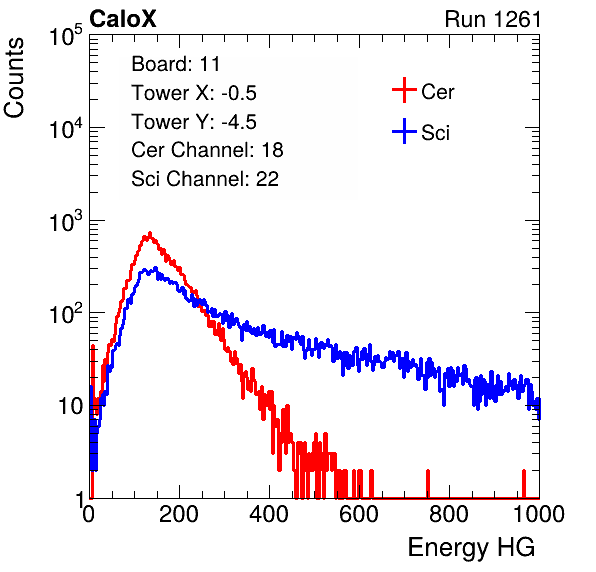 CaloX Run 1261
Counts
Board: 11
Tower X: -0.5
Tower Y: -4.5
Cer Channel: 18
Sci Channel: 22
Cer
Sci
10^5
10^4
10^3
10^2
10
1
0 200 400 600 800 1000
Energy HG